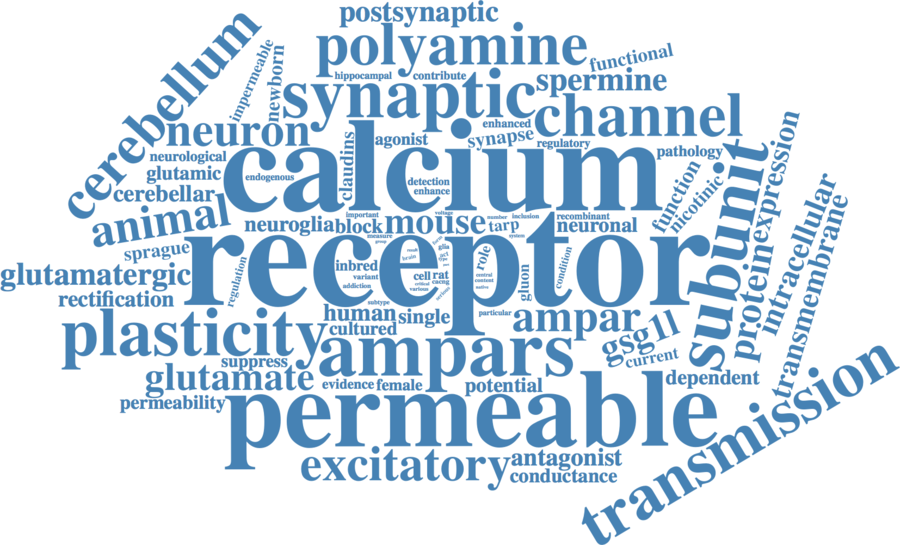 postsynaptic
polyamine
functional
cerebellum
impermeable
newborn
hippocampal
contribute
spermine
synaptic
channel
neuron
enhanced
agonist
synapse
regulatory
neurological
claudins
calcium
pathology
glutamic
endogenous
detection
enhance
cerebellar
function
nicotinic
subunit
expression
protein
animal
neuroglia
important
block
mouse
voltage
number
inclusion
tarp
system
recombinant
neuronal
intracellular
transmembrane
sprague
receptor
measure
group
result
brain
glia
act
role
glutamatergic
regulation
inbred
variant
addiction
cell
rat
critical
cacng
various
central
content
native
gluon
condition
rectification
subtype
human
single
particular
ampar
plasticity
cultured
gsg1l
current
suppress
ampars
glutamate
evidence
female
potential
dependent
permeability
permeable
transmission
excitatory
antagonist
conductance